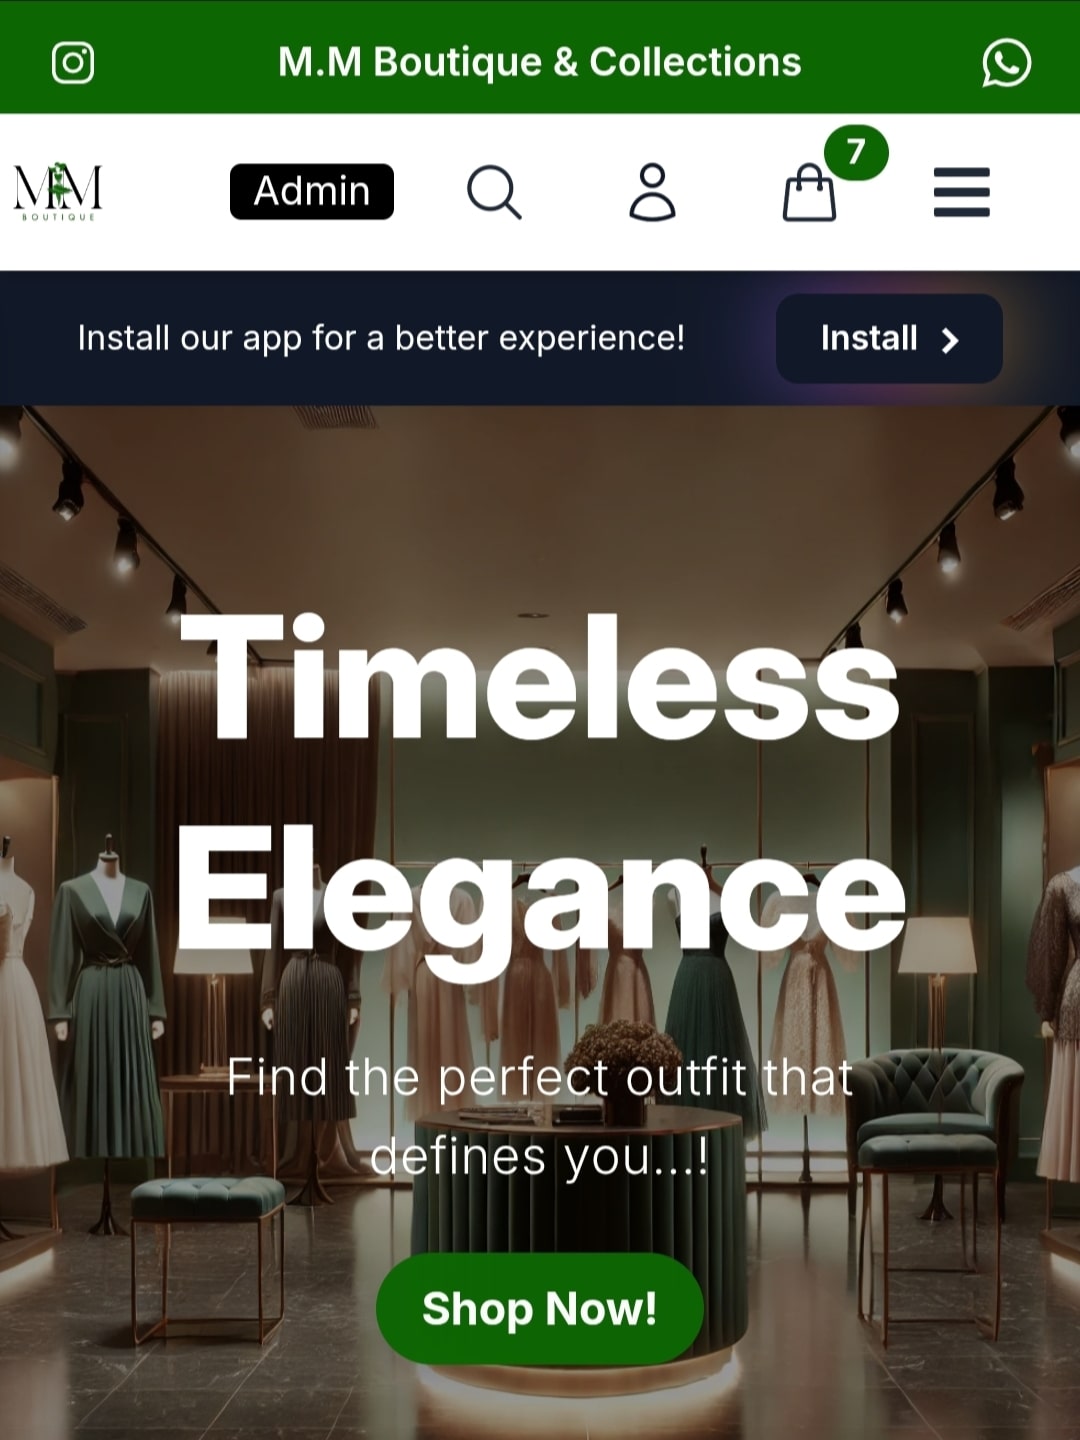 M.M Boutique & Collections
MM
BOUTIQUE
Admin
7
Install our app for a better experience!
Install
Timeless
Elegance
Find the perfect outfit that
defines you...!
Shop Now!